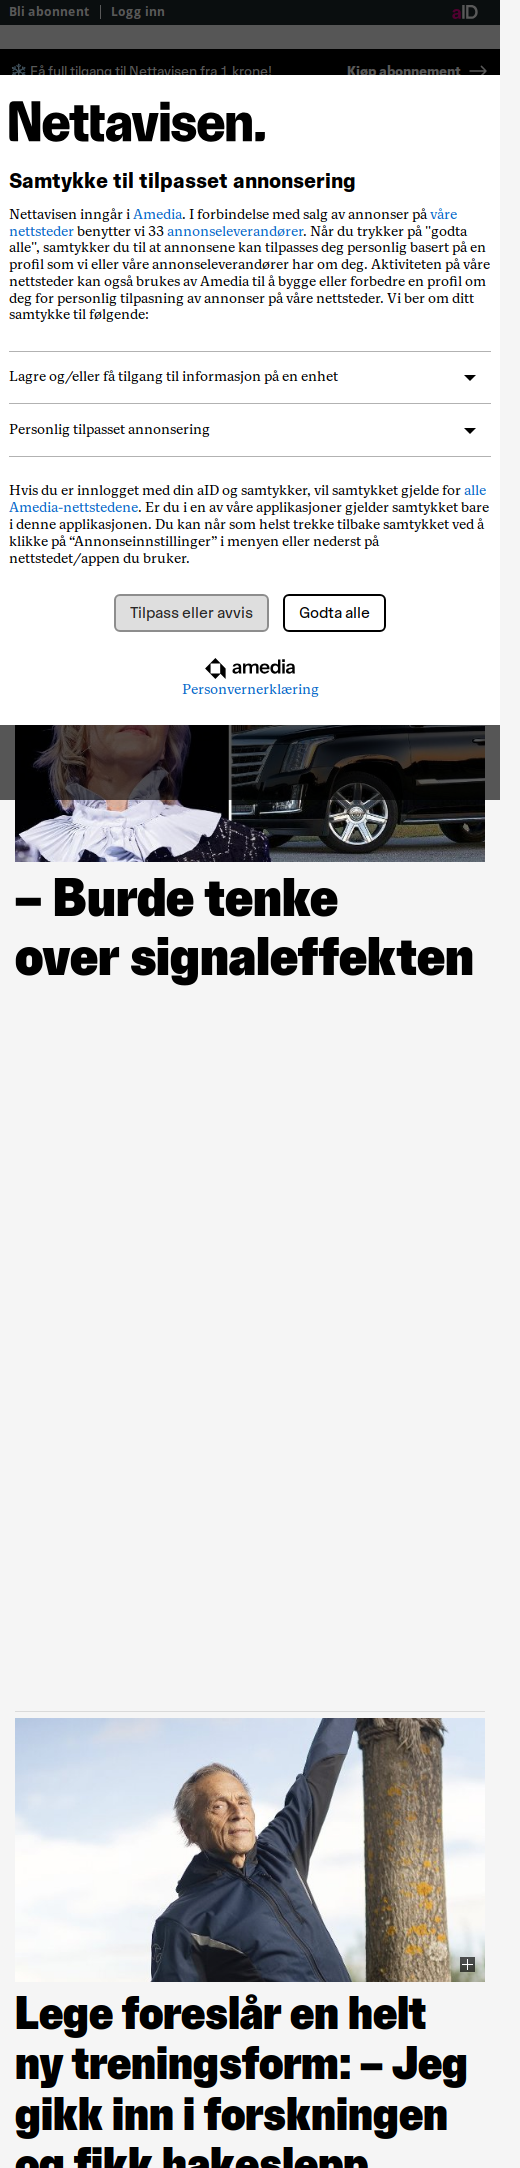 Bli abonnent | Logg inn
aID
Få full tilgang til Nettavisen fra 1 krone!
Kjøp abonnement →
Nettavisen.
Samtykke til tilpasset annonsering
Nettavisen inngår i Amedia. I forbindelse med salg av annonser på våre
nettsteder benytter vi 33 annonseleverandører. Når du trykker på "godta
alle", samtykker du til at annonsene kan tilpasses deg personlig basert på en
profil som vi eller våre annonseleverandører har om deg. Aktiviteten på våre
nettsteder kan også brukes av Amedia til å bygge eller forbedre en profil om
deg for personlig tilpasning av annonser på våre nettsteder. Vi ber om ditt
samtykke til følgende:
Lagre og/eller få tilgang til informasjon på en enhet
Personlig tilpasset annonsering
Hvis du er innlogget med din aID og samtykker, vil samtykket gjelde for alle
Amedia-nettstedene. Er du i en av våre applikasjoner gjelder samtykket bare
i denne applikasjonen. Du kan når som helst trekke tilbake samtykket ved å
klikke på “Annonseinnstillinger” i menyen eller nederst på
nettstedet/appen du bruker.
Tilpass eller avvis
Godta alle
amedia
Personvernerklæring
– Burde tenke
over signaleffekten
Lege foreslår en helt
ny treningsform: – Jeg
gikk inn i forskningen
og fikk hakeslepp